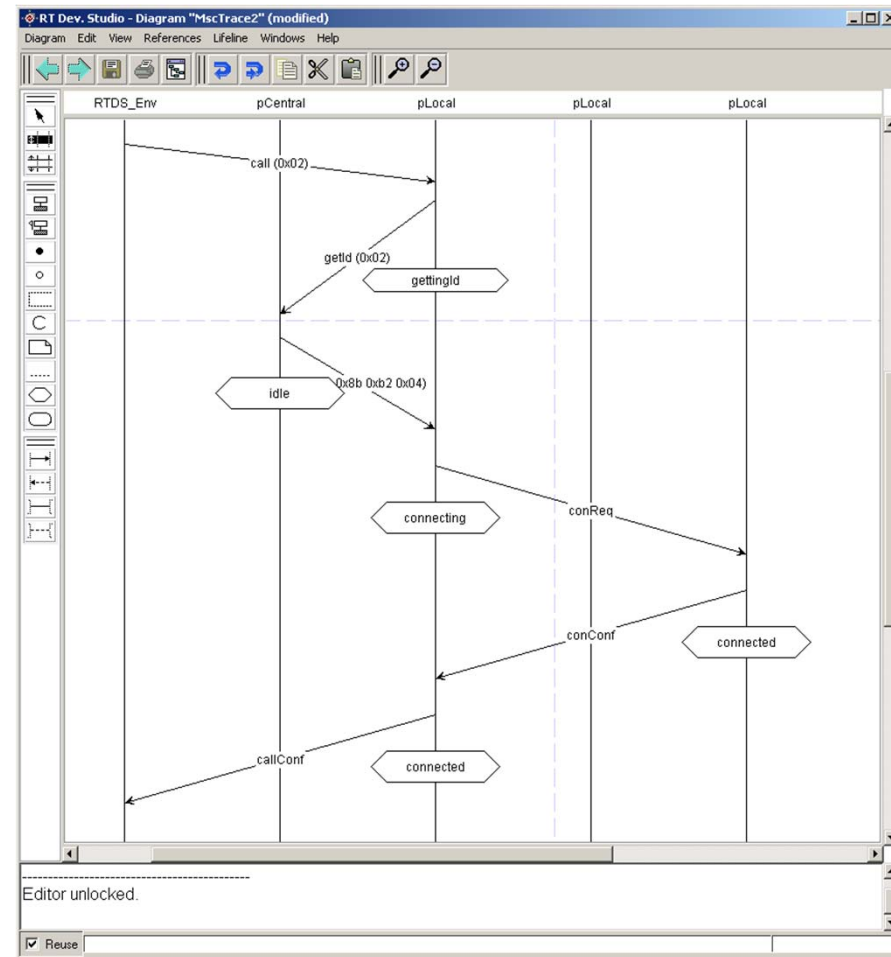 RT Dev. Studio - Diagram "MscTrace2" (modified)
Diagram Edit View References Lifeline Windows Help
RTDS_Env pCentral pLocal pLocal pLocal
call (0x02)
getId (0x02)
gettingId
idle
0x8b 0xb2 0x04)
conReq
connecting
conConf
connected
callConf
connected
--------------------------------------------
Editor unlocked.
Reuse